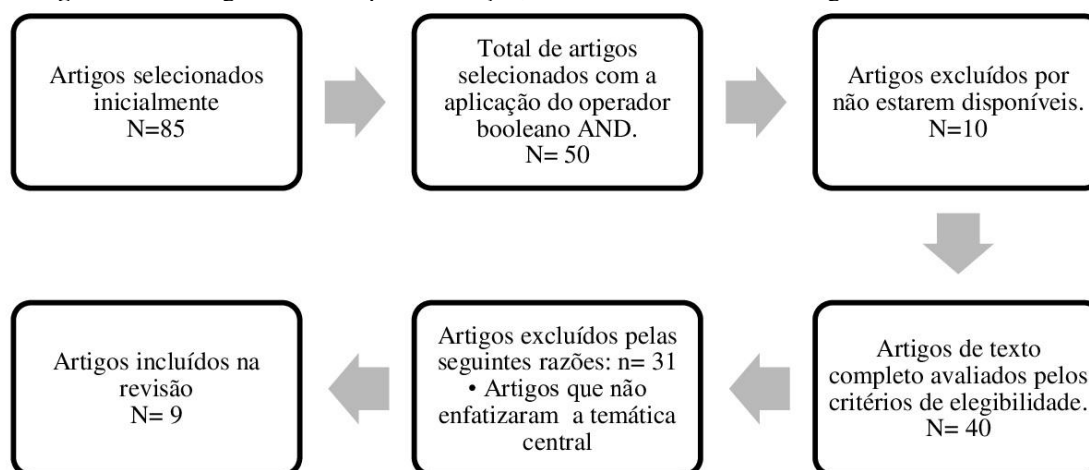 Artigos selecionados
inicialmente
N=85
Total de artigos
selecionados com a
aplicação do operador
booleano AND.
N= 50
Artigos excluídos por
não estarem disponíveis.
N=10
Artigos de texto
completo avaliados pelos
critérios de elegibilidade.
N= 40
Artigos excluídos pelas
seguintes razões: n= 31
• Artigos que não
enfatizaram a temática
central
Artigos incluídos na
revisão
N= 9